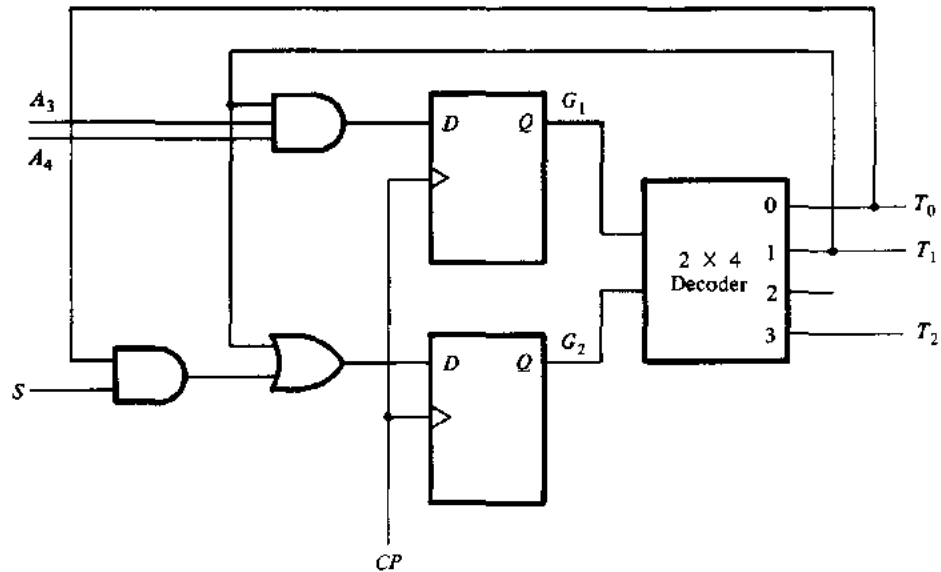 A₃
A₄
D Q
G₁
0 T₀
1 T₁
2 × 4
Decoder
2
3 T₂
S
D Q
G₂
CP